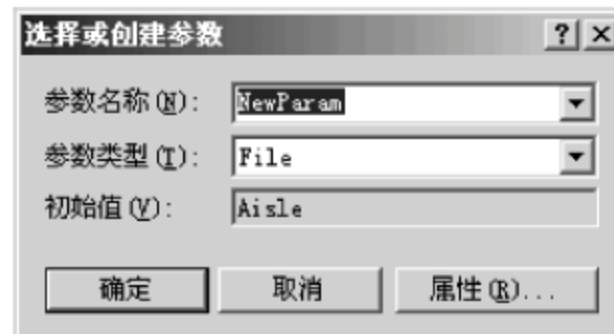 选择或创建参数
参数名称(N): NewParam
参数类型(T): File
初始值(V): Aisle
确定 取消 属性(R)...